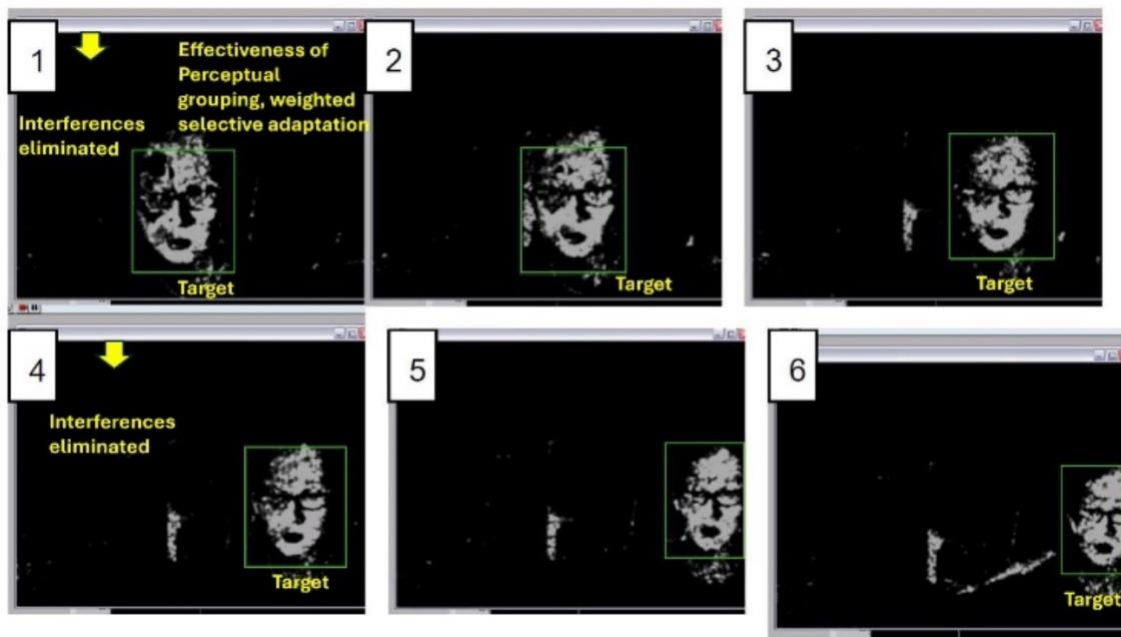 1
Effectiveness of
Perceptual
grouping, weighted
selective adaptation
Interferences
eliminated
Target
2
Target
3
Target
4
Interferences
eliminated
Target
5
6
Target